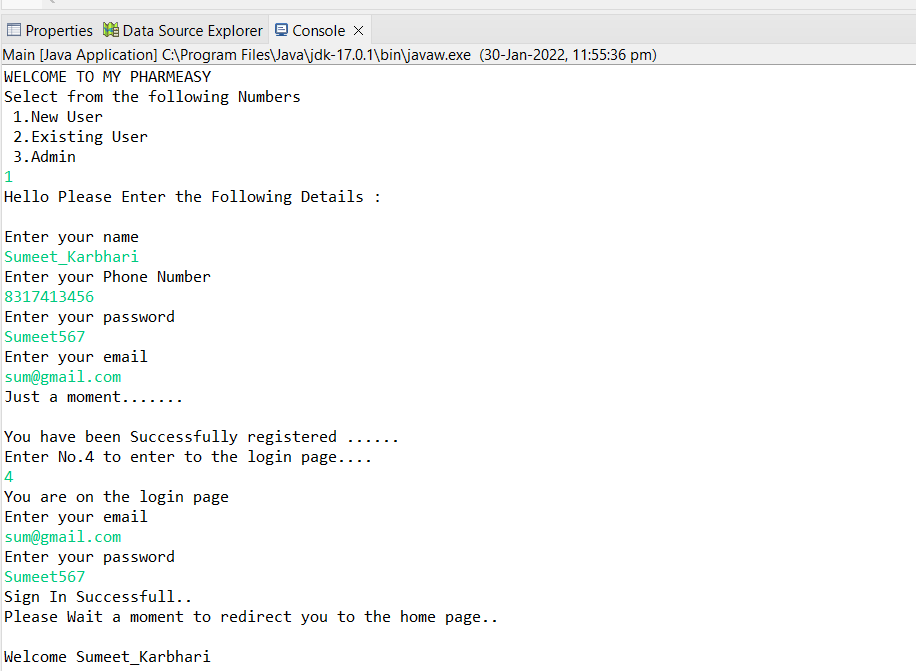 Properties Data Source Explorer Console
Main [Java Application] C:\Program Files\Java\jdk-17.0.1\bin\javaw.exe (30-Jan-2022, 11:55:36 pm)
WELCOME TO MY PHARMEASY
Select from the following Numbers
1.New User
2.Existing User
3.Admin
1
Hello Please Enter the Following Details :
Enter your name
Sumeet_Karbhari
Enter your Phone Number
8317413456
Enter your password
Sumeet567
Enter your email
sum@gmail.com
Just a moment.......
You have been Successfully registered ......
Enter No.4 to enter to the login page....
4
You are on the login page
Enter your email
sum@gmail.com
Enter your password
Sumeet567
Sign In Successfull..
Please Wait a moment to redirect you to the home page..
Welcome Sumeet_Karbhari